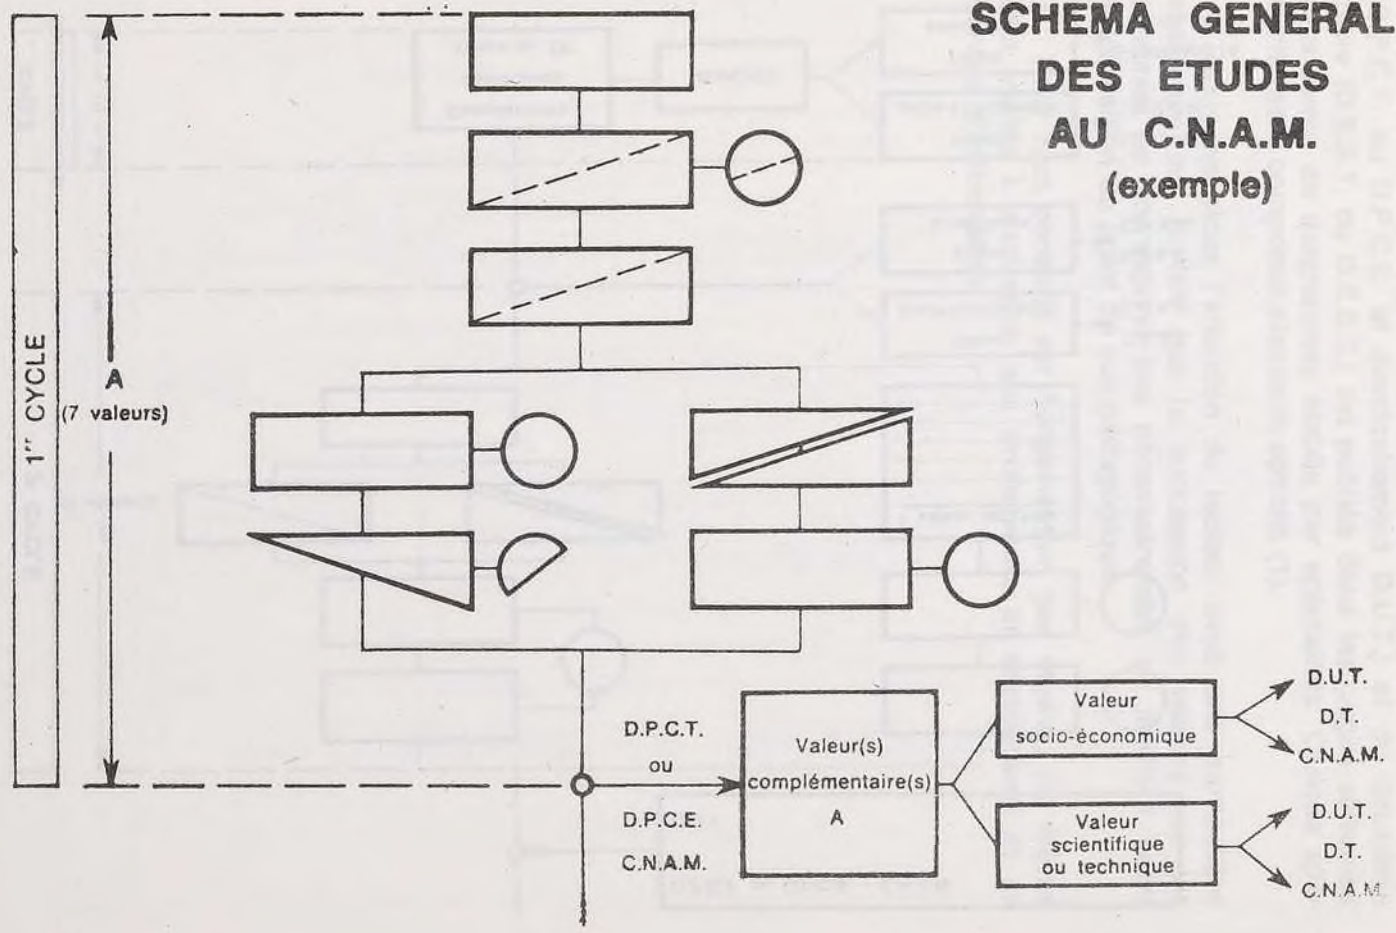 SCHEMA GENERAL
DES ETUDES
AU C.N.A.M.
(exemple)
1" CYCLE
A
(7 valeurs)
D.P.C.T.
ou
D.P.C.E.
C.N.A.M.
Valeur(s)
complémentaire(s)
A
Valeur
socio-économique
D.U.T.
D.T.
C.N.A.M.
Valeur
scientifique
ou technique
D.U.T.
D.T.
C.N.A.M.